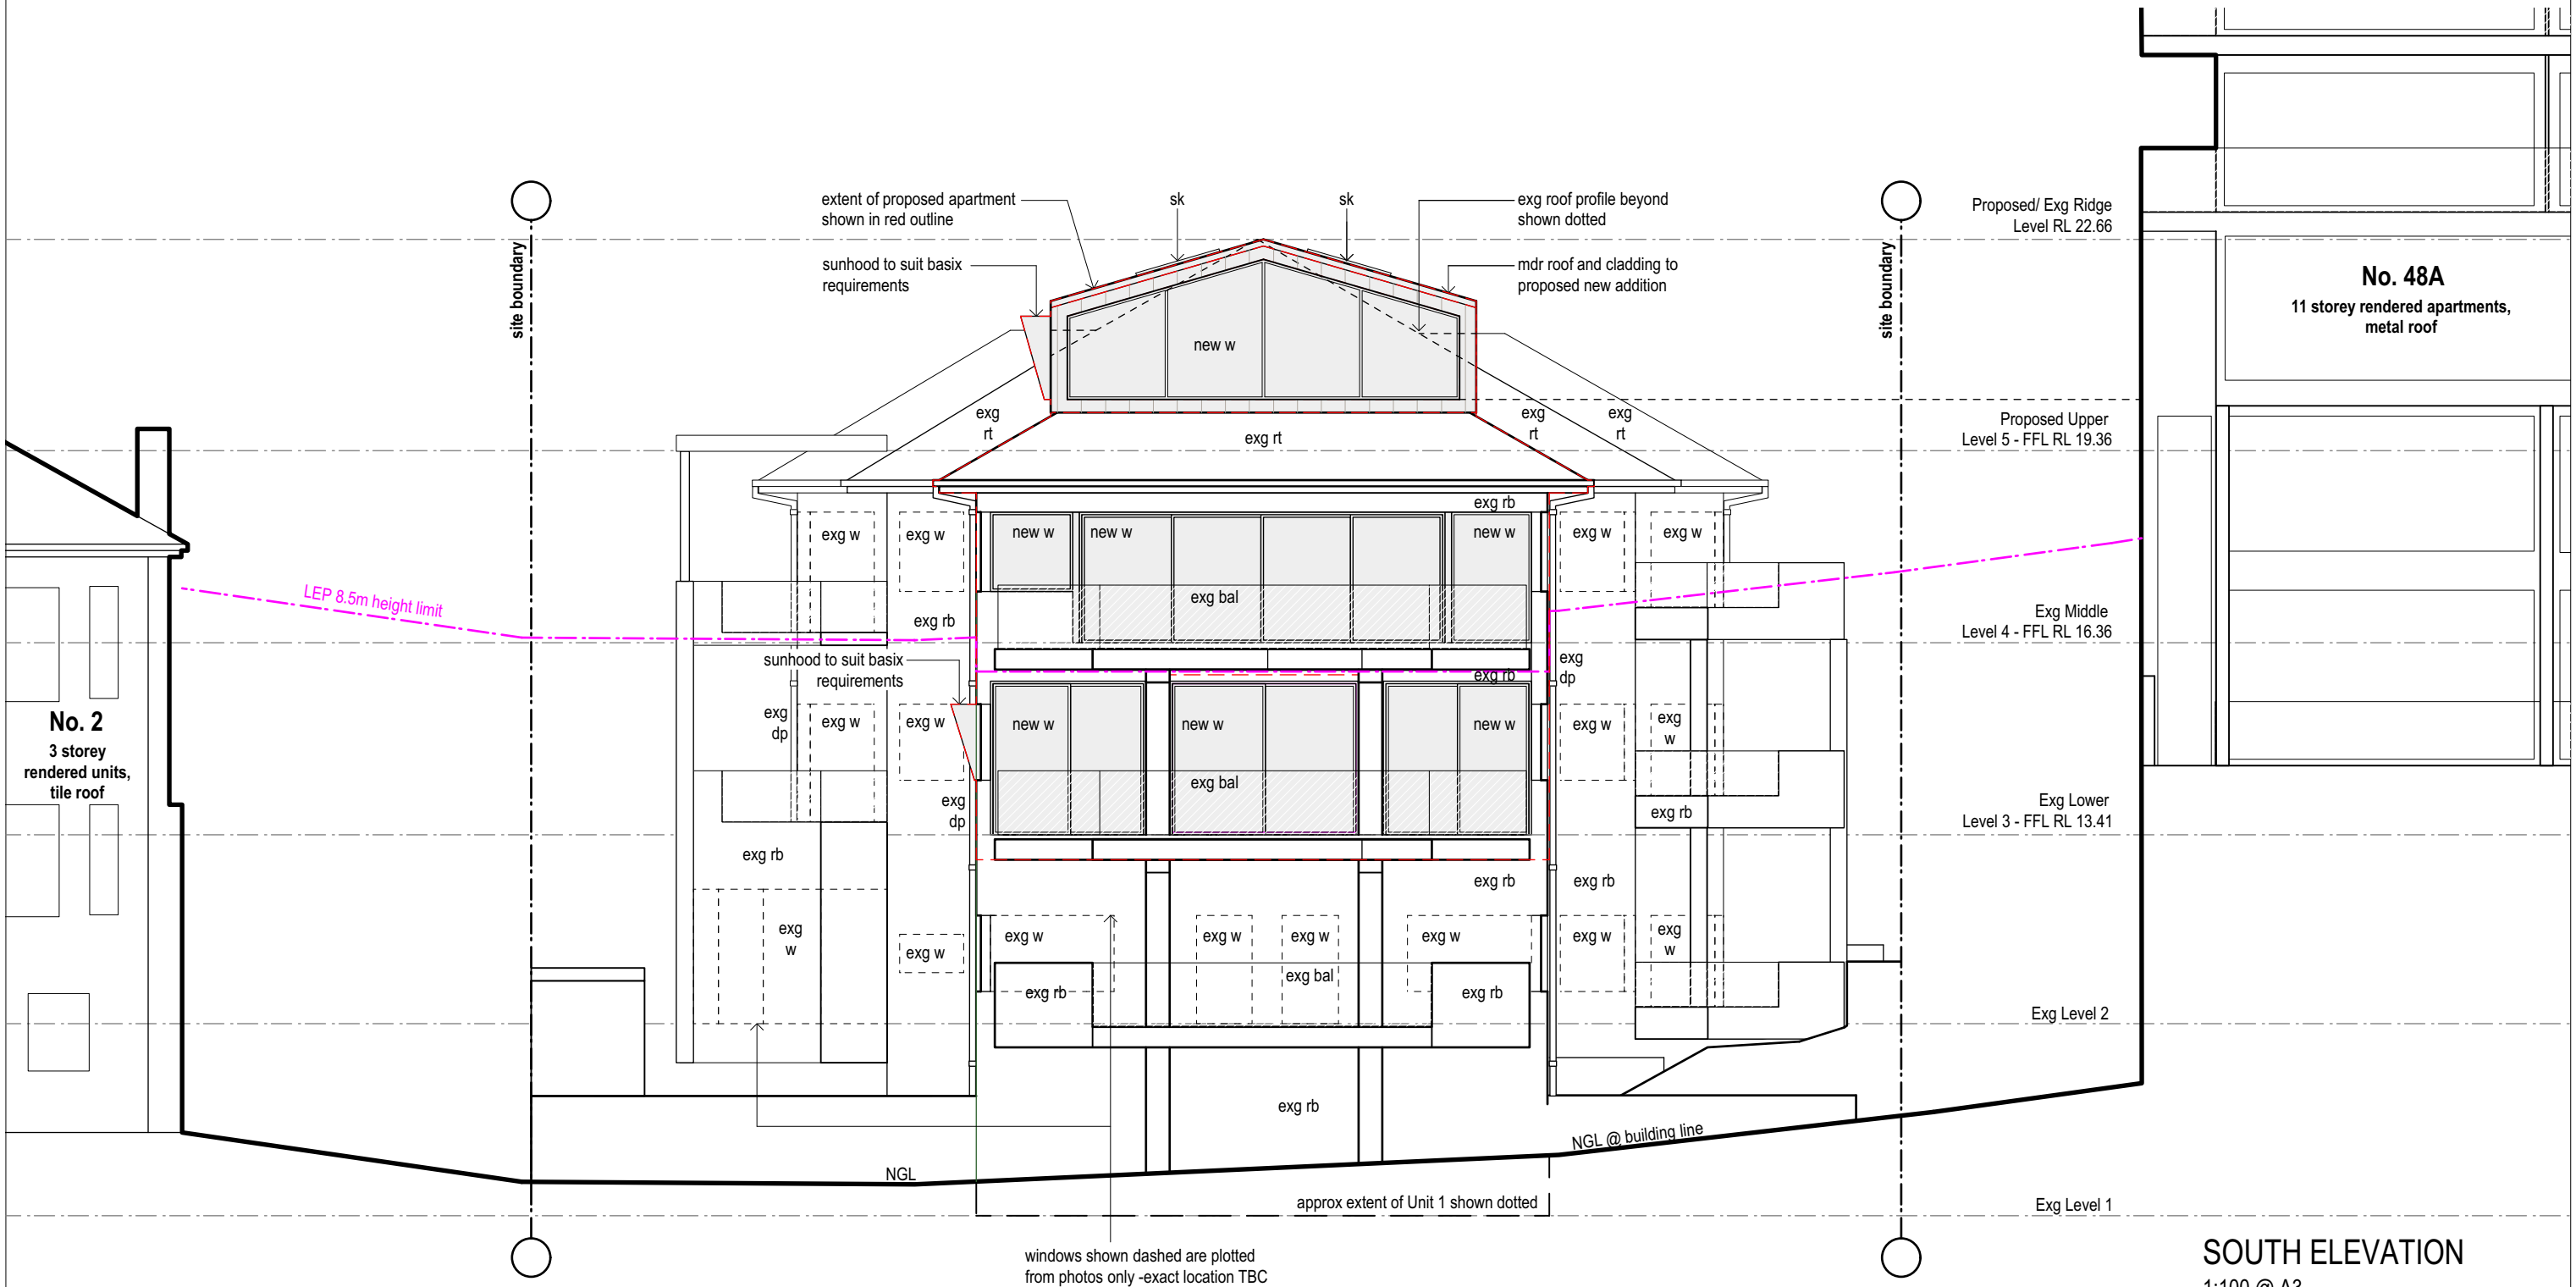 extent of proposed apartment
shown in red outline
sk
sk
exg roof profile beyond
shown dotted
Proposed/ Exg Ridge
Level RL 22.66
site boundary
site boundary
sunhood to suit basix
requirements
mdr roof and cladding to
proposed new addition
No. 48A
11 storey rendered apartments,
metal roof
new w
exg
rt
exg rt
exg
rt
exg
rt
Proposed Upper
Level 5 - FFL RL 19.36
exg rb
exg w
exg w
new w
new w
new w
exg w
exg w
LEP 8.5m height limit
exg bal
exg rb
Exg Middle
Level 4 - FFL RL 16.36
sunhood to suit basix
requirements
exg rb
exg
dp
No. 2
3 storey
rendered units,
tile roof
exg
dp
exg w
exg w
new w
new w
new w
exg w
exg
w
exg bal
exg
dp
exg rb
Exg Lower
Level 3 - FFL RL 13.41
exg rb
exg rb
exg rb
exg
w
exg w
exg w
exg w
exg w
exg w
exg w
exg
w
exg bal
exg rb
exg rb
Exg Level 2
exg rb
NGL @ building line
NGL
approx extent of Unit 1 shown dotted
Exg Level 1
windows shown dashed are plotted
from photos only -exact location TBC
SOUTH ELEVATION
1:100 @ A3